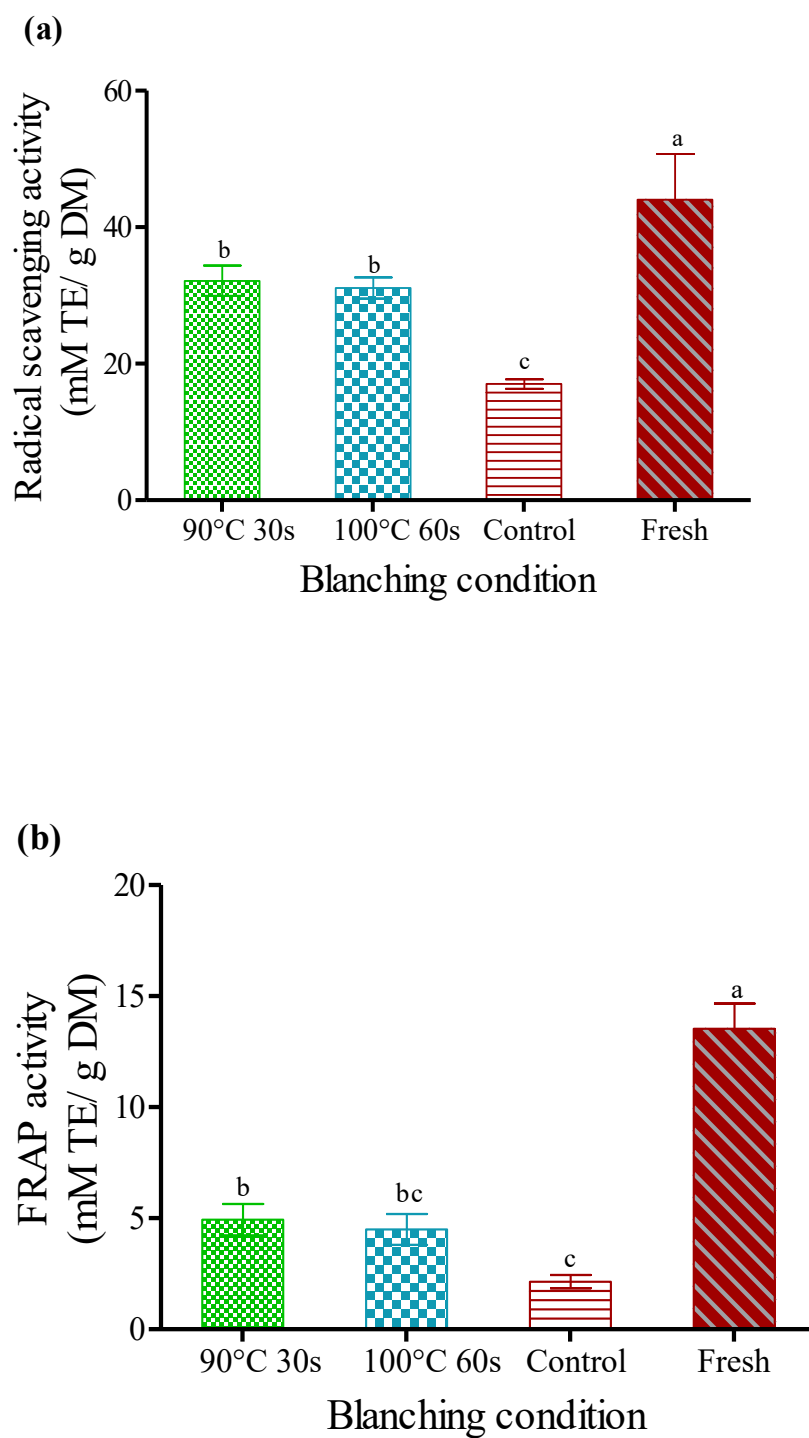 (a)
Radical scavenging activity
(mM TE/ g DM)
60
40
20
0
a
b
b
c
90°C 30s
100°C 60s
Control
Fresh
Blanching condition
(b)
FRAP activity
(mM TE/ g DM)
20
15
10
5
0
a
b
bc
c
90°C 30s
100°C 60s
Control
Fresh
Blanching condition